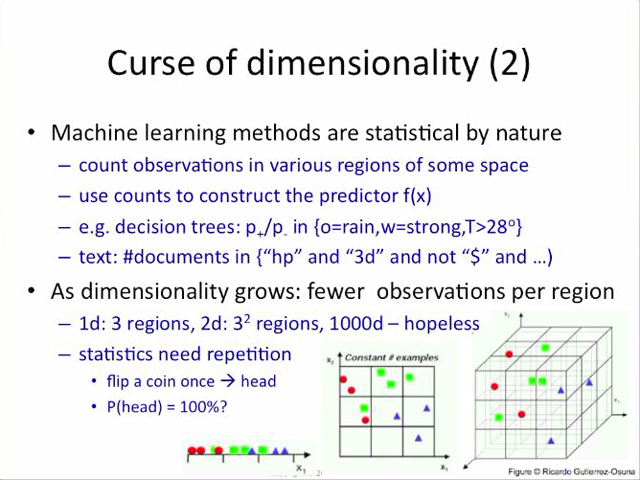 Curse of dimensionality (2)
• Machine learning methods are statistical by nature
– count observations in various regions of some space
– use counts to construct the predictor f(x)
– e.g. decision trees: p₊/p₋ in {o=rain,w=strong,T>28°}
– text: #documents in {“hp” and “3d” and not “$” and …)
• As dimensionality grows: fewer observations per region
– 1d: 3 regions, 2d: 3² regions, 1000d – hopeless
– statistics need repetition
• flip a coin once → head
• P(head) = 100%?
x₁
x₂
Constant # examples
x₁
x₂
x₁
Figure © Ricardo Gutierrez-Osuna